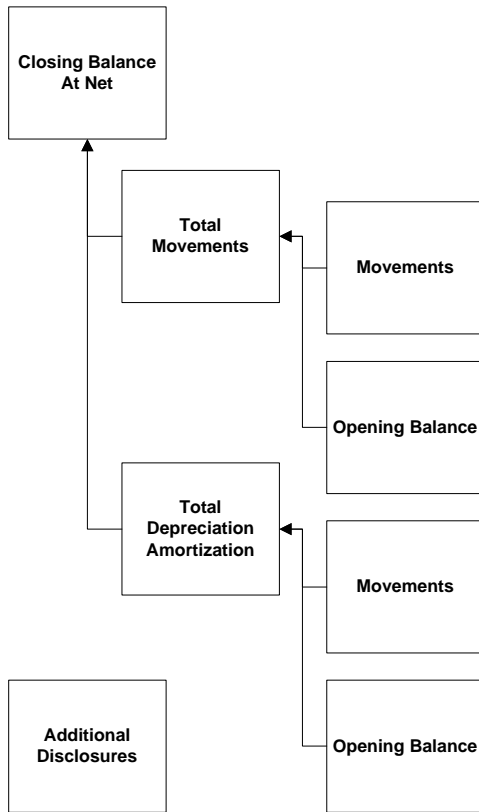 Closing Balance
At Net
Total
Movements
Movements
Opening Balance
Total
Depreciation
Amortization
Movements
Additional
Disclosures
Opening Balance